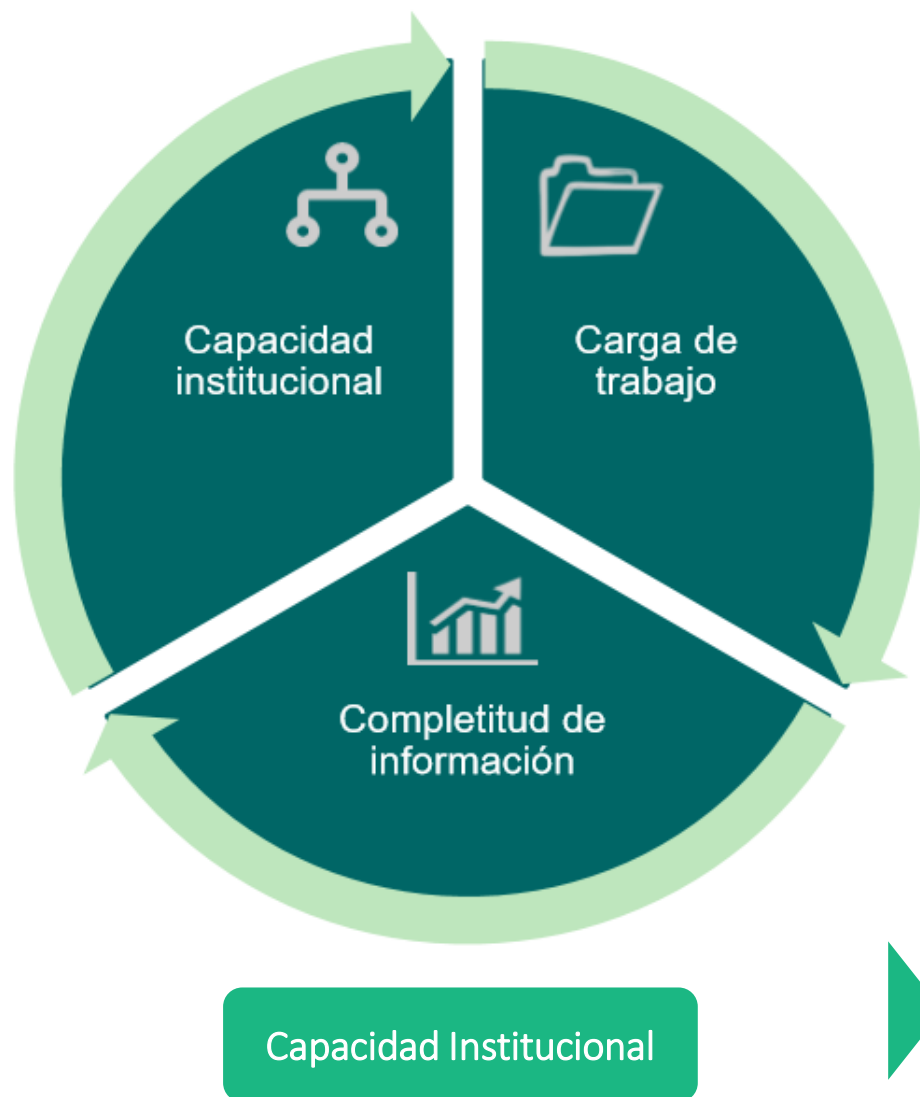 Capacidad
institucional
Carga de
trabajo
Completitud de
información
Capacidad Institucional